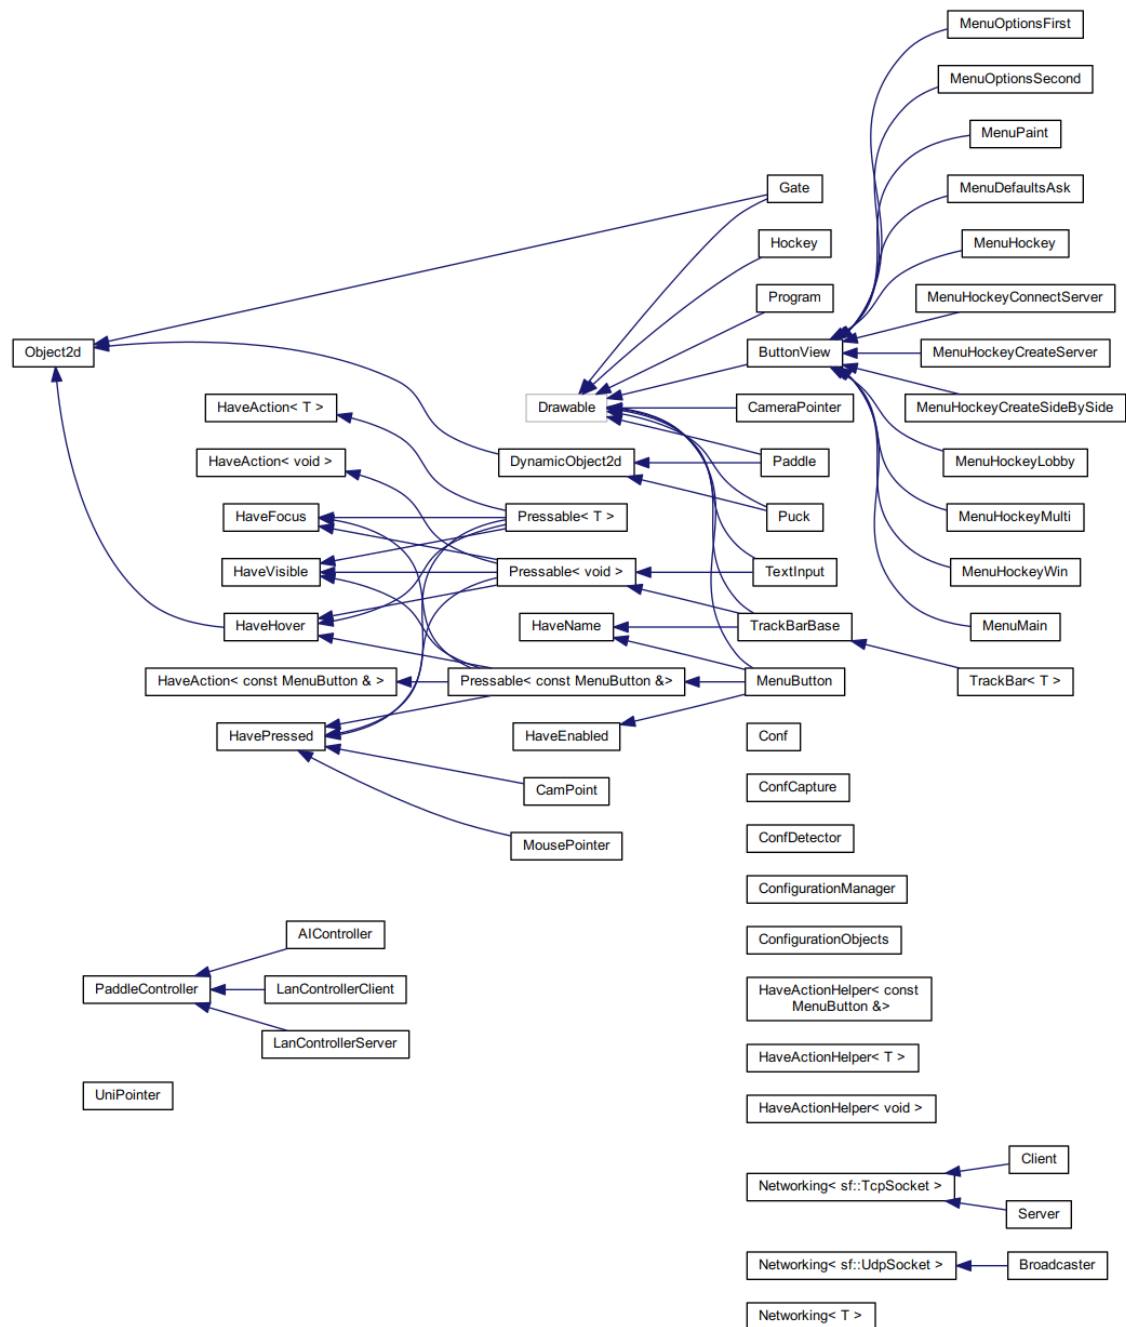 MenuOptionsFirst
MenuOptionsSecond
MenuPaint
Gate
MenuDefaultsAsk
Hockey
MenuHockey
Program
MenuHockeyConnectServer
Object2d
ButtonView
MenuHockeyCreateServer
HaveAction< T >
Drawable
CameraPointer
MenuHockeyCreateSideBySide
HaveAction< void >
DynamicObject2d
Paddle
MenuHockeyLobby
HaveFocus
Pressable< T >
Puck
MenuHockeyMulti
HaveVisible
Pressable< void >
TextInput
MenuHockeyWin
HaveHover
HaveName
TrackBarBase
MenuMain
HaveAction< const MenuButton & >
Pressable< const MenuButton &>
MenuButton
TrackBar< T >
HavePressed
HaveEnabled
Conf
CamPoint
ConfCapture
MousePointer
ConfDetector
ConfigurationManager
AIController
ConfigurationObjects
PaddleController
LanControllerClient
HaveActionHelper< const
MenuButton &>
LanControllerServer
HaveActionHelper< T >
UniPointer
HaveActionHelper< void >
Client
Networking< sf::TcpSocket >
Server
Networking< sf::UdpSocket >
Broadcaster
Networking< T >